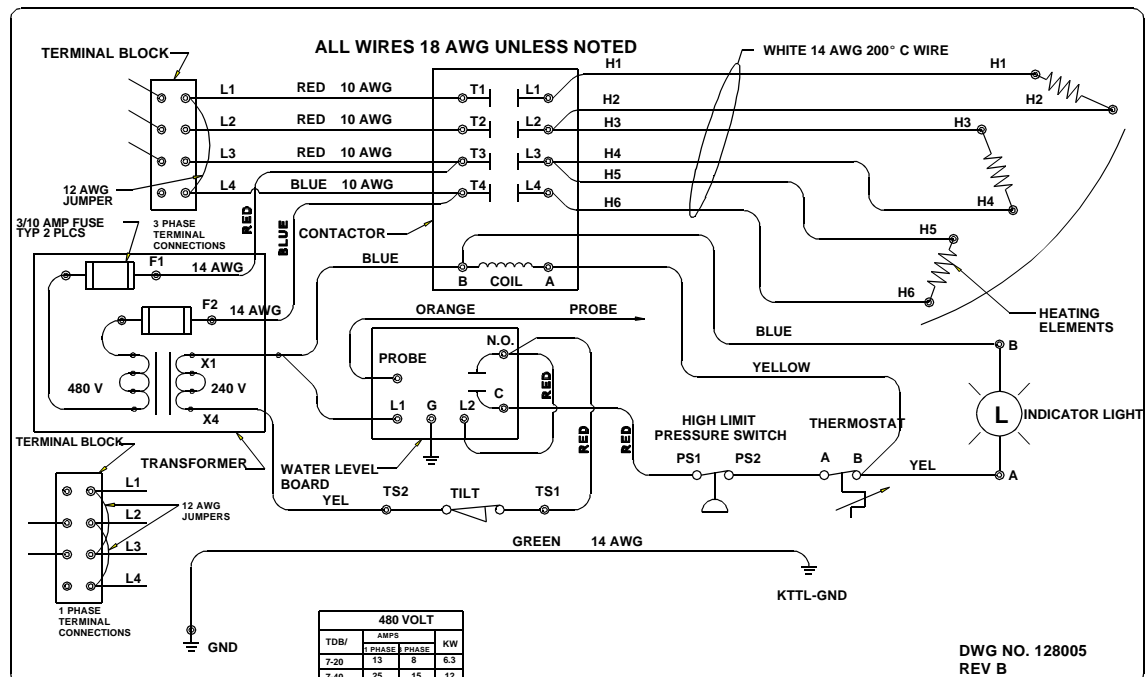 ALL WIRES 18 AWG UNLESS NOTED
TERMINAL BLOCK
WHITE 14 AWG 200° C WIRE
L1 RED 10 AWG T1 L1 H1 H1
L2 RED 10 AWG T2 L2 H2 H2
H3 H3
L3 RED 10 AWG T3 L3 H4
H5
L4 BLUE 10 AWG T4 L4 H6 H4
12 AWG
JUMPER
3/10 AMP FUSE
TYP 2 PLCS
3 PHASE
TERMINAL
CONNECTIONS
RED
BLUE
CONTACTOR
H5
F1
14 AWG
BLUE
B COIL A
H6
HEATING
ELEMENTS
F2
14 AWG
ORANGE PROBE
N.O.
BLUE
B
PROBE
RED
YELLOW
480 V
X1
240 V
X4
L1 G L2
C
RED
RED
HIGH LIMIT
PRESSURE SWITCH
THERMOSTAT
L
INDICATOR LIGHT
TERMINAL BLOCK
TRANSFORMER
WATER LEVEL
BOARD
PS1 PS2
A B
YEL
A
L1
12 AWG
JUMPERS
L2
L3
L4
YEL TS2 TILT TS1
GREEN 14 AWG
KTTL-GND
1 PHASE
TERMINAL
CONNECTIONS
GND
480 VOLT
TDB/ AMPS KW
1 PHASE 3 PHASE
7-20 13 8 6.3
7-40 25 15 12
DWG NO. 128005
REV B